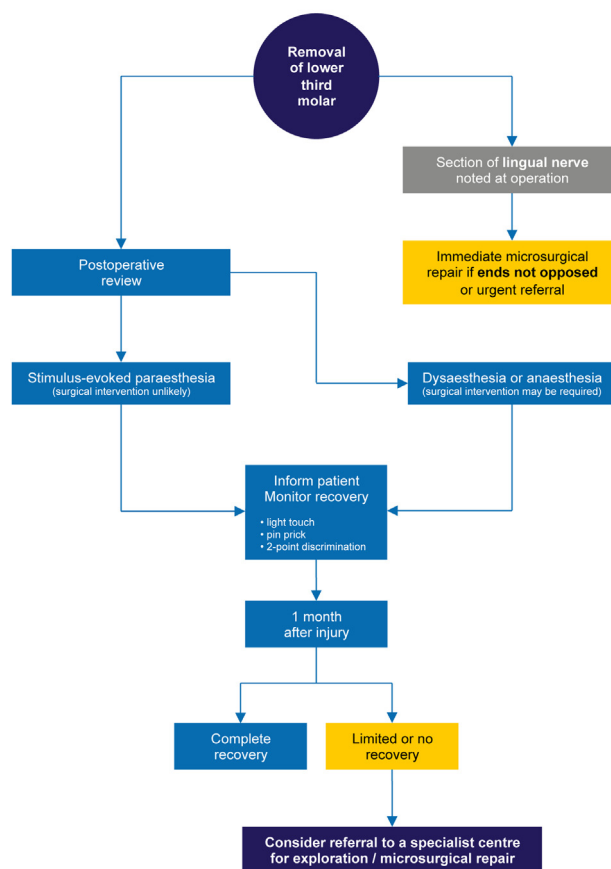 Removal
of lower
third
molar
Section of lingual nerve
noted at operation
Immediate microsurgical
repair if ends not opposed
or urgent referral
Postoperative
review
Stimulus-evoked paraesthesia
(surgical intervention unlikely)
Dysaesthesia or anaesthesia
(surgical intervention may be required)
Inform patient
Monitor recovery
• light touch
• pin prick
• 2-point discrimination
1 month
after injury
Complete
recovery
Limited or no
recovery
Consider referral to a specialist centre
for exploration / microsurgical repair